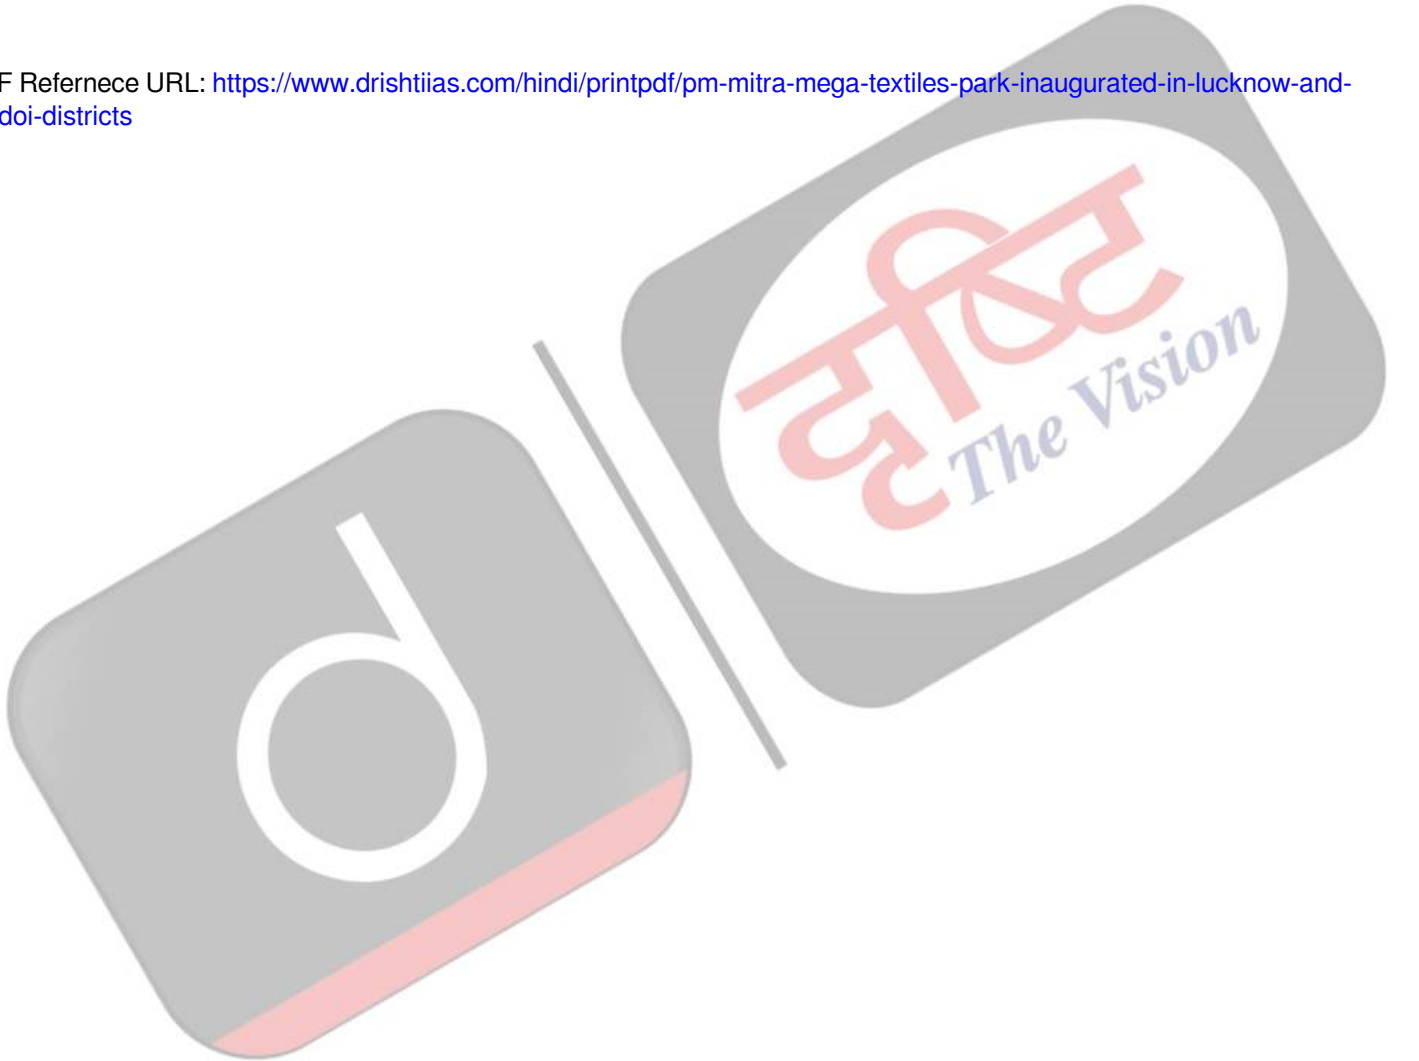 F Refernece URL: https://www.drishtiias.com/hindi/printpdf/pm-mitra-mega-textiles-park-inaugurated-in-lucknow-and-
doi-districts
दृष्टि
The Vision
d